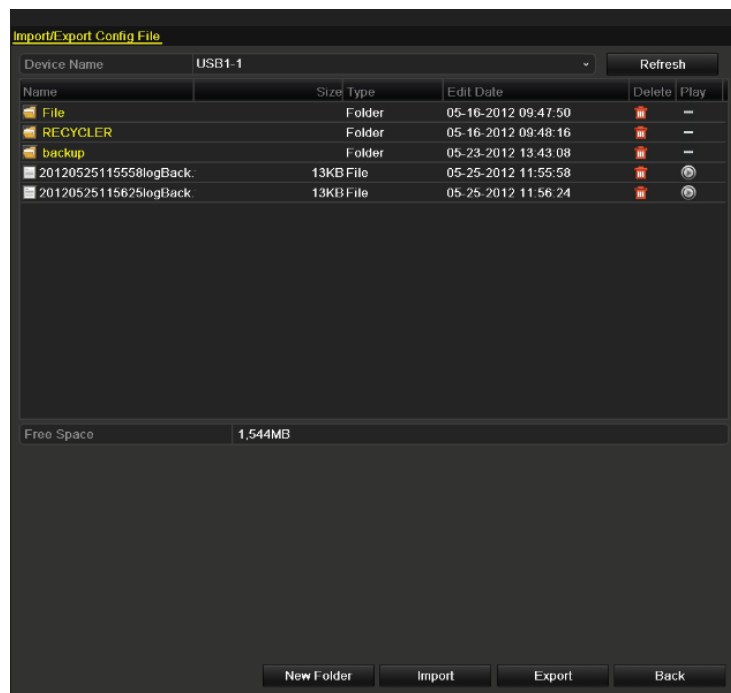 Import/Export Config File
Device Name USB1-1 Refresh
Name Size Type Edit Date Delete Play
File Folder 05-16-2012 09:47:50 –
RECYCLER Folder 05-16-2012 09:48:16 –
backup Folder 05-23-2012 13:43:08 –
20120525115558logBack. 13KB File 05-25-2012 11:55:58
20120525115625logBack. 13KB File 05-25-2012 11:56:24
Free Space 1,544MB
New Folder Import Export Back